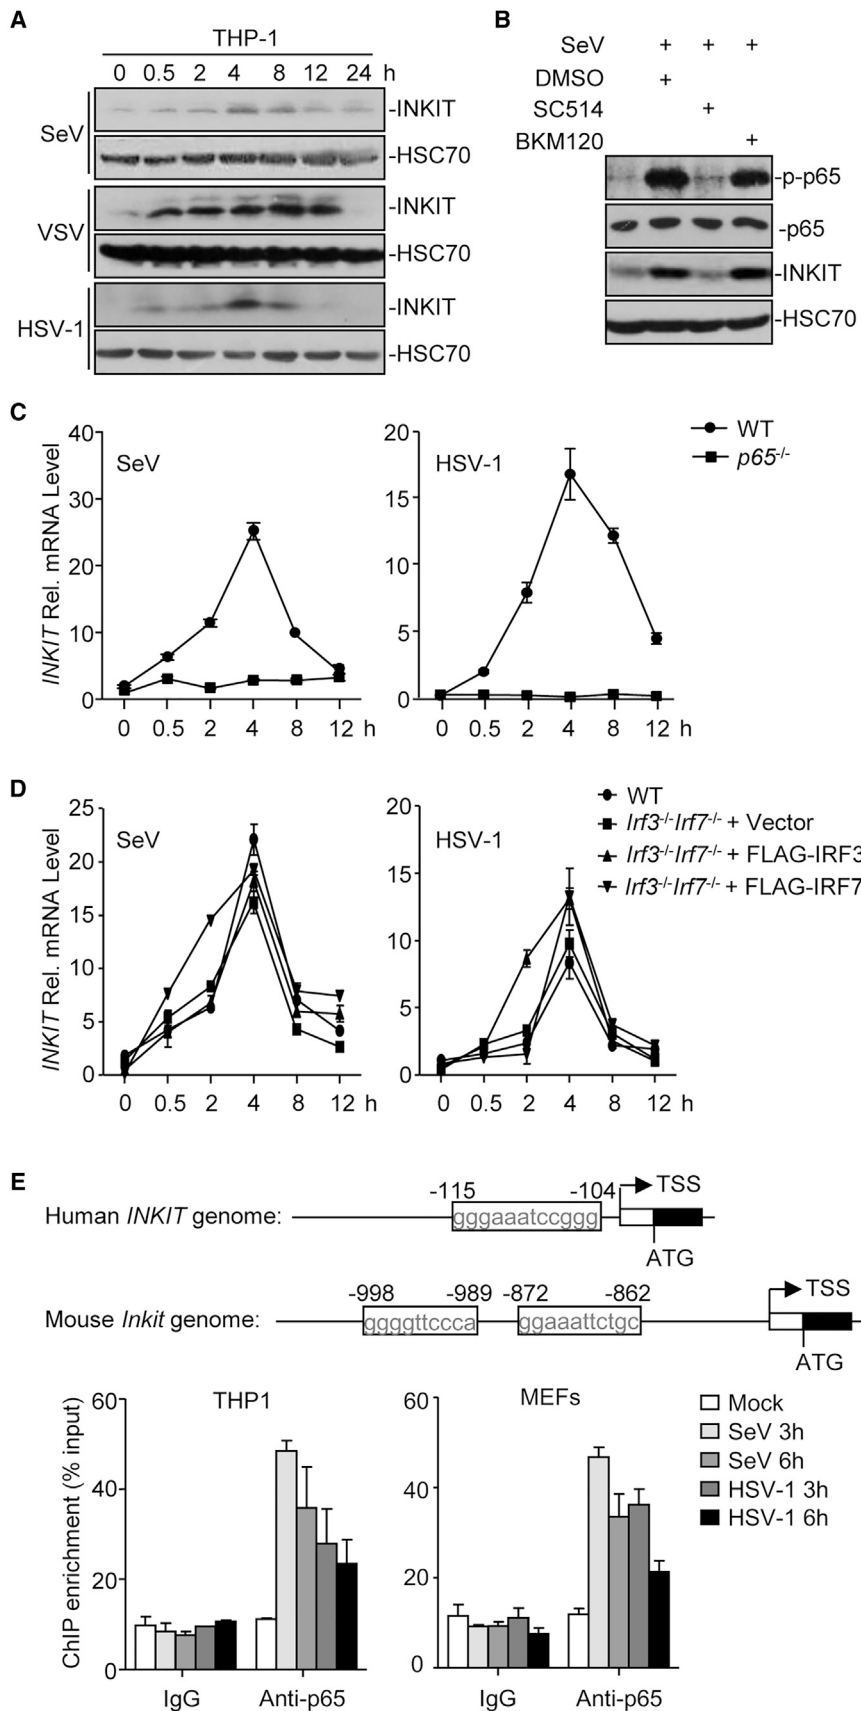 A
THP-1
0 0.5 2 4 8 12 24 h
SeV
-INKIT
-HSC70
VSV
-INKIT
-HSC70
HSV-1
-INKIT
-HSC70
B
SeV + + +
DMSO +
SC514 +
BKM120 +
-p-p65
-p65
-INKIT
-HSC70
C
INKIT Rel. mRNA Level
SeV
40
30
20
10
0
0 0.5 2 4 8 12 h
HSV-1
20
15
10
5
0
0 0.5 2 4 8 12 h
WT
p65-/-
D
INKIT Rel. mRNA Level
SeV
25
20
15
10
5
0
0 0.5 2 4 8 12 h
HSV-1
20
15
10
5
0
0 0.5 2 4 8 12 h
WT
Irf3-/-Irf7-/- + Vector
Irf3-/-Irf7-/- + FLAG-IRF3
Irf3-/-Irf7-/- + FLAG-IRF7
E
-115 -104 TSS
Human INKIT genome: gggaaatccggg
ATG
-998 -989 -872 -862 TSS
Mouse Inkit genome: ggggttccca ggaaattctgc
ATG
ChIP enrichment (% input)
THP1
60
40
20
0
IgG Anti-p65
MEFs
60
40
20
0
IgG Anti-p65
Mock
SeV 3h
SeV 6h
HSV-1 3h
HSV-1 6h